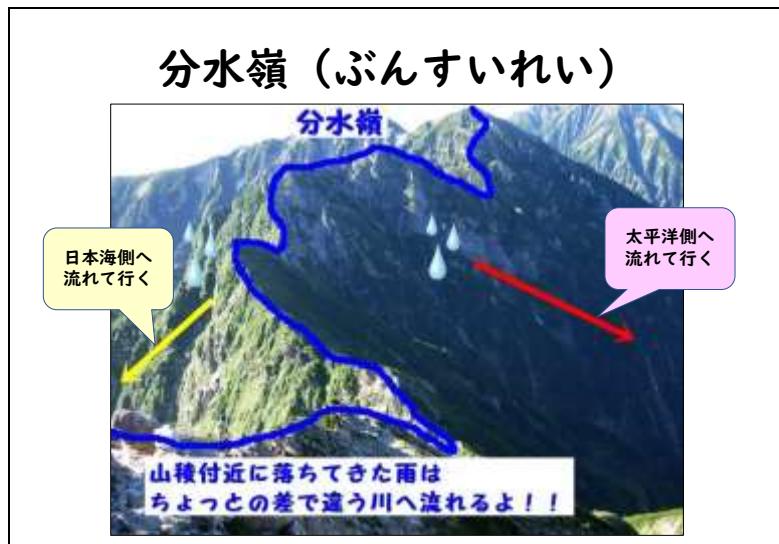 分水嶺（ぶんすいれい）
分水嶺
日本海側へ
流れて行く
太平洋側へ
流れて行く
山稜付近に落ちてきた雨は
ちょっとの差で違う川へ流れるよ！！